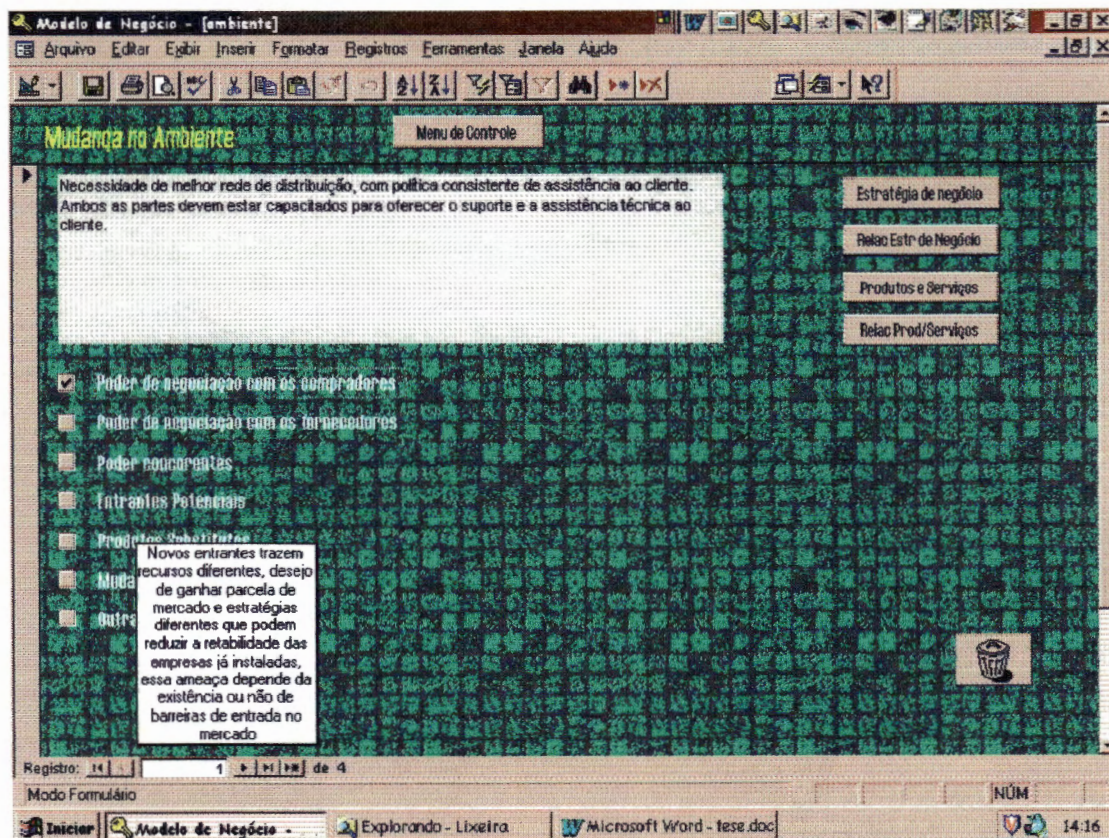 Modelo de Negócio - [ambiente]
Arquivo Editar Exibir Inserir Formatar Registros Ferramentas Janela Ajuda
Mudança no Ambiente
Menu de Controle
Necessidade de melhor rede de distribuição, com política consistente de assistência ao cliente.
Ambos as partes devem estar capacitados para oferecer o suporte e a assistência técnica ao
cliente.
Estratégia de negócio
Relac Estr de Negócio
Produtos e Serviços
Relac Prod/Serviços
Poder de negociação com os compradores
Poder de negociação com os fornecedores
Poder concorentes
Entrantes Potenciais
Produtos Substitutos
Muda
Outra
Novos entrantes trazem
recursos diferentes, desejo
de ganhar parcela de
mercado e estratégias
diferentes que podem
reduzir a retabilidade das
empresas já instaladas,
essa ameaça depende da
existência ou não de
barreiras de entrada no
mercado
Registro: 1 de 4
Modo Formulário NÚM
Iniciar Modelo de Negócio - Explorando - Lixeira Microsoft Word - tese.doc 14:16